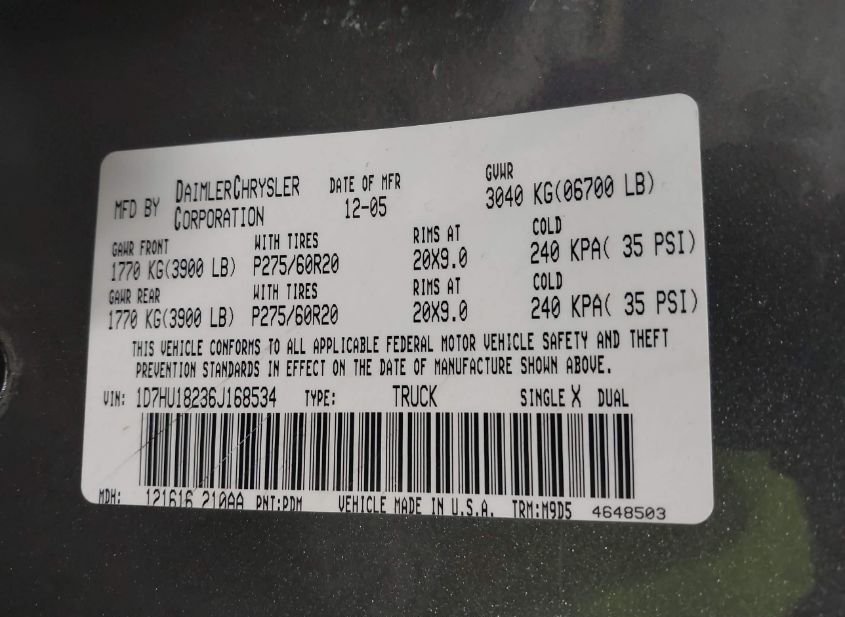 MFD BY DAIMLERCHRYSLER CORPORATION DATE OF MFR 12-05 GVWR 3040 KG(06700 LB)
GAWR FRONT WITH TIRES RIMS AT COLD
1770 KG(3900 LB) P275/60R20 20X9.0 240 KPA( 35 PSI)
GAWR REAR WITH TIRES RIMS AT COLD
1770 KG(3900 LB) P275/60R20 20X9.0 240 KPA( 35 PSI)
THIS VEHICLE CONFORMS TO ALL APPLICABLE FEDERAL MOTOR VEHICLE SAFETY AND THEFT
PREVENTION STANDARDS IN EFFECT ON THE DATE OF MANUFACTURE SHOWN ABOVE.
VIN: 1D7HU18236J168534 TYPE: TRUCK SINGLE X DUAL
MDH: 121616 210AA PNT:PDM VEHICLE MADE IN U.S.A. TRM:M9D5 4648503